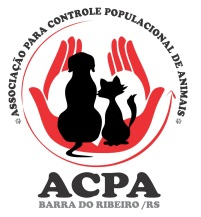 ASSOCIAÇÃO PARA CONTROLE POPULACIONAL DE ANIMAIS
ACPA
BARRA DO RIBEIRO /RS